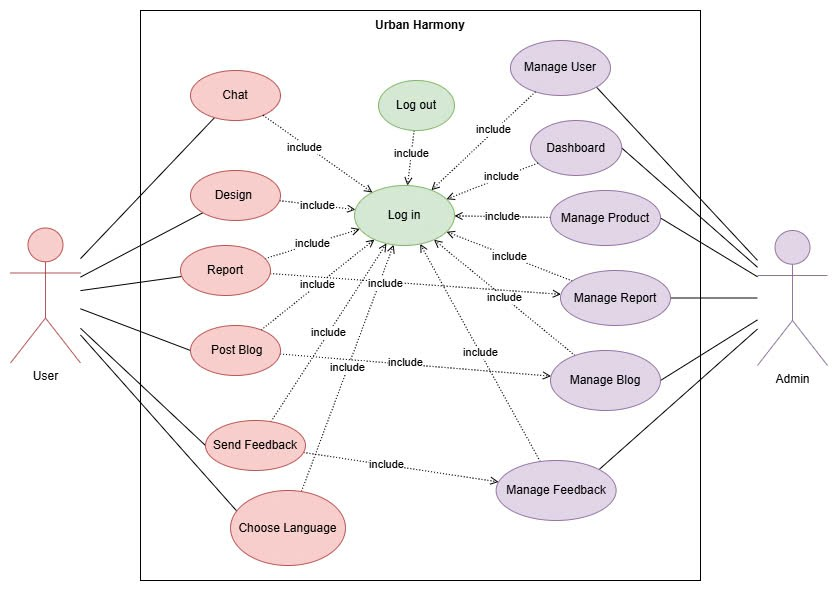 Urban Harmony
Manage User
Chat
Log out
include
include
include
Dashboard
include
Design
include
Log in
include
Manage Product
include
Report
include
include
include
Manage Report
include
include
Post Blog
include
include
include
Manage Blog
User
Admin
Send Feedback
include
Manage Feedback
Choose Language